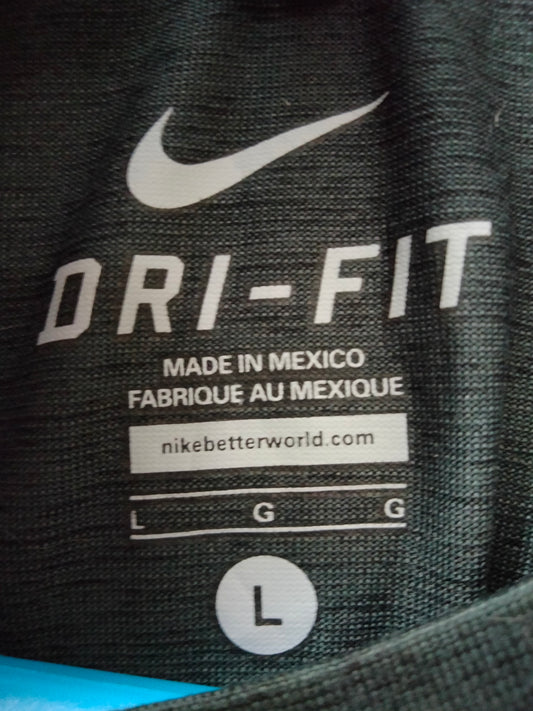 DRI-FIT
MADE IN MEXICO
FABRIQUE AU MEXIQUE
nikebetterworld.com
L G G
L